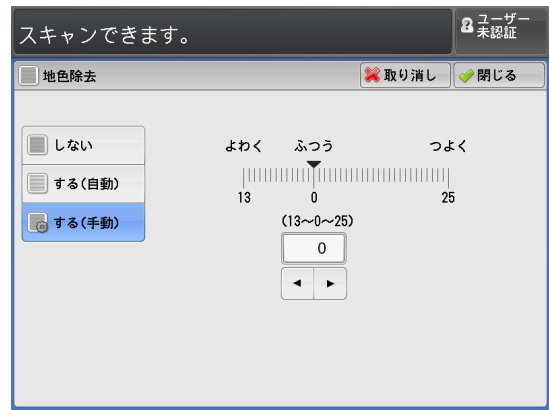 スキャンできます。
ユーザー
未認証
地色除去
取り消し
閉じる
しない
する(自動)
する(手動)
よわく ふつう つよく
13 0 25
(13～0～25)
0